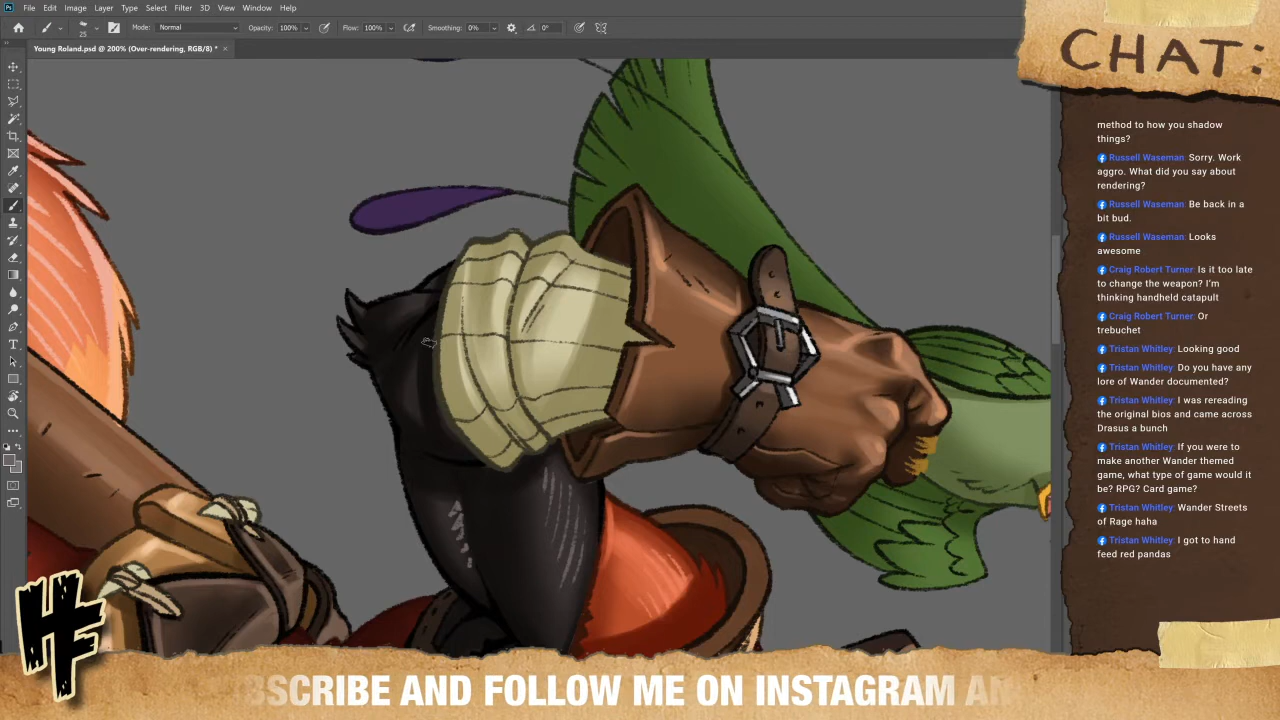 File Edit Image Layer Type Select Filter 3D View Window Help
25 Mode: Normal Opacity: 100% Flow: 100% Smoothing: 0% 0°
Young Roland.psd @ 200% (Over-rendering, RGB/8) *
CHAT:
method to how you shadow
things?
Russell Waseman: Sorry. Work
aggro. What did you say about
rendering?
Russell Waseman: Be back in a
bit bud.
Russell Waseman: Looks
awesome
Craig Robert Turner: Is it too late
to change the weapon? I'm
thinking handheld catapult
Craig Robert Turner: Or
trebuchet
Tristan Whitley: Looking good
Tristan Whitley: Do you have any
lore of Wander documented?
Tristan Whitley: I was rereading
the original bios and came across
Drasus a bunch
Tristan Whitley: If you were to
make another Wander themed
game, what type of game would it
be? RPG? Card game?
Tristan Whitley: Wander Streets
of Rage haha
Tristan Whitley: I got to hand
feed red pandas
HF
BSCRIBE AND FOLLOW ME ON INSTAGRAM AN